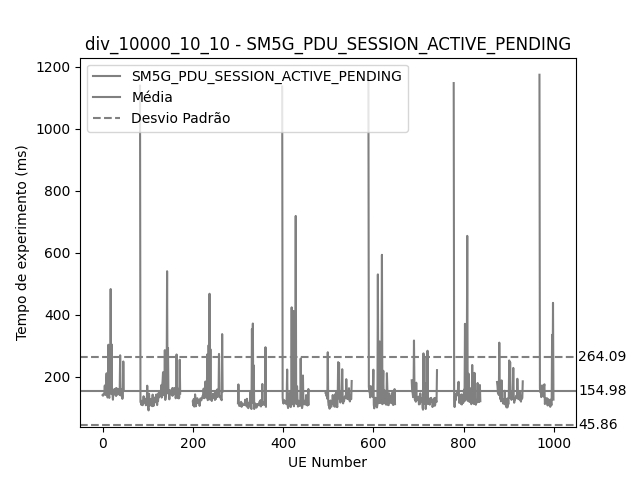 div_10000_10_10 - SM5G_PDU_SESSION_ACTIVE_PENDING
SM5G_PDU_SESSION_ACTIVE_PENDING
Média
Desvio Padrão
1200
1000
800
600
400
200
Tempo de experimento (ms)
264.09
154.98
45.86
0 200 400 600 800 1000
UE Number